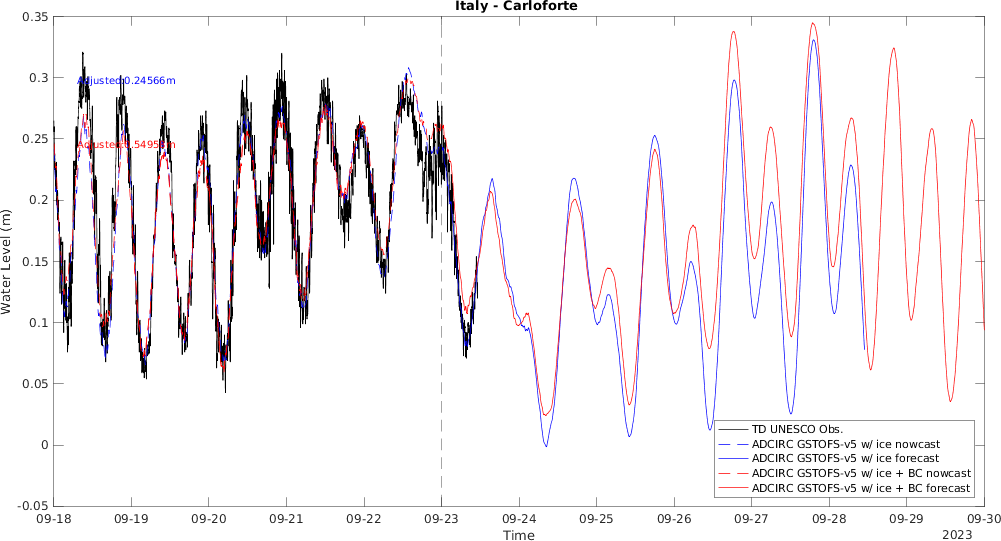 Italy - Carloforte
0.35
0.3
0.25
0.2
0.15
0.1
0.05
0
-0.05
Water Level (m)
Adjusted:0.24566m
TD UNESCO Obs.
ADCIRC GSTOFS-v5 w/ ice nowcast
ADCIRC GSTOFS-v5 w/ ice forecast
ADCIRC GSTOFS-v5 w/ ice + BC nowcast
ADCIRC GSTOFS-v5 w/ ice + BC forecast
09-18 09-19 09-20 09-21 09-22 09-23 09-24 09-25 09-26 09-27 09-28 09-29 09-30
Time
2023